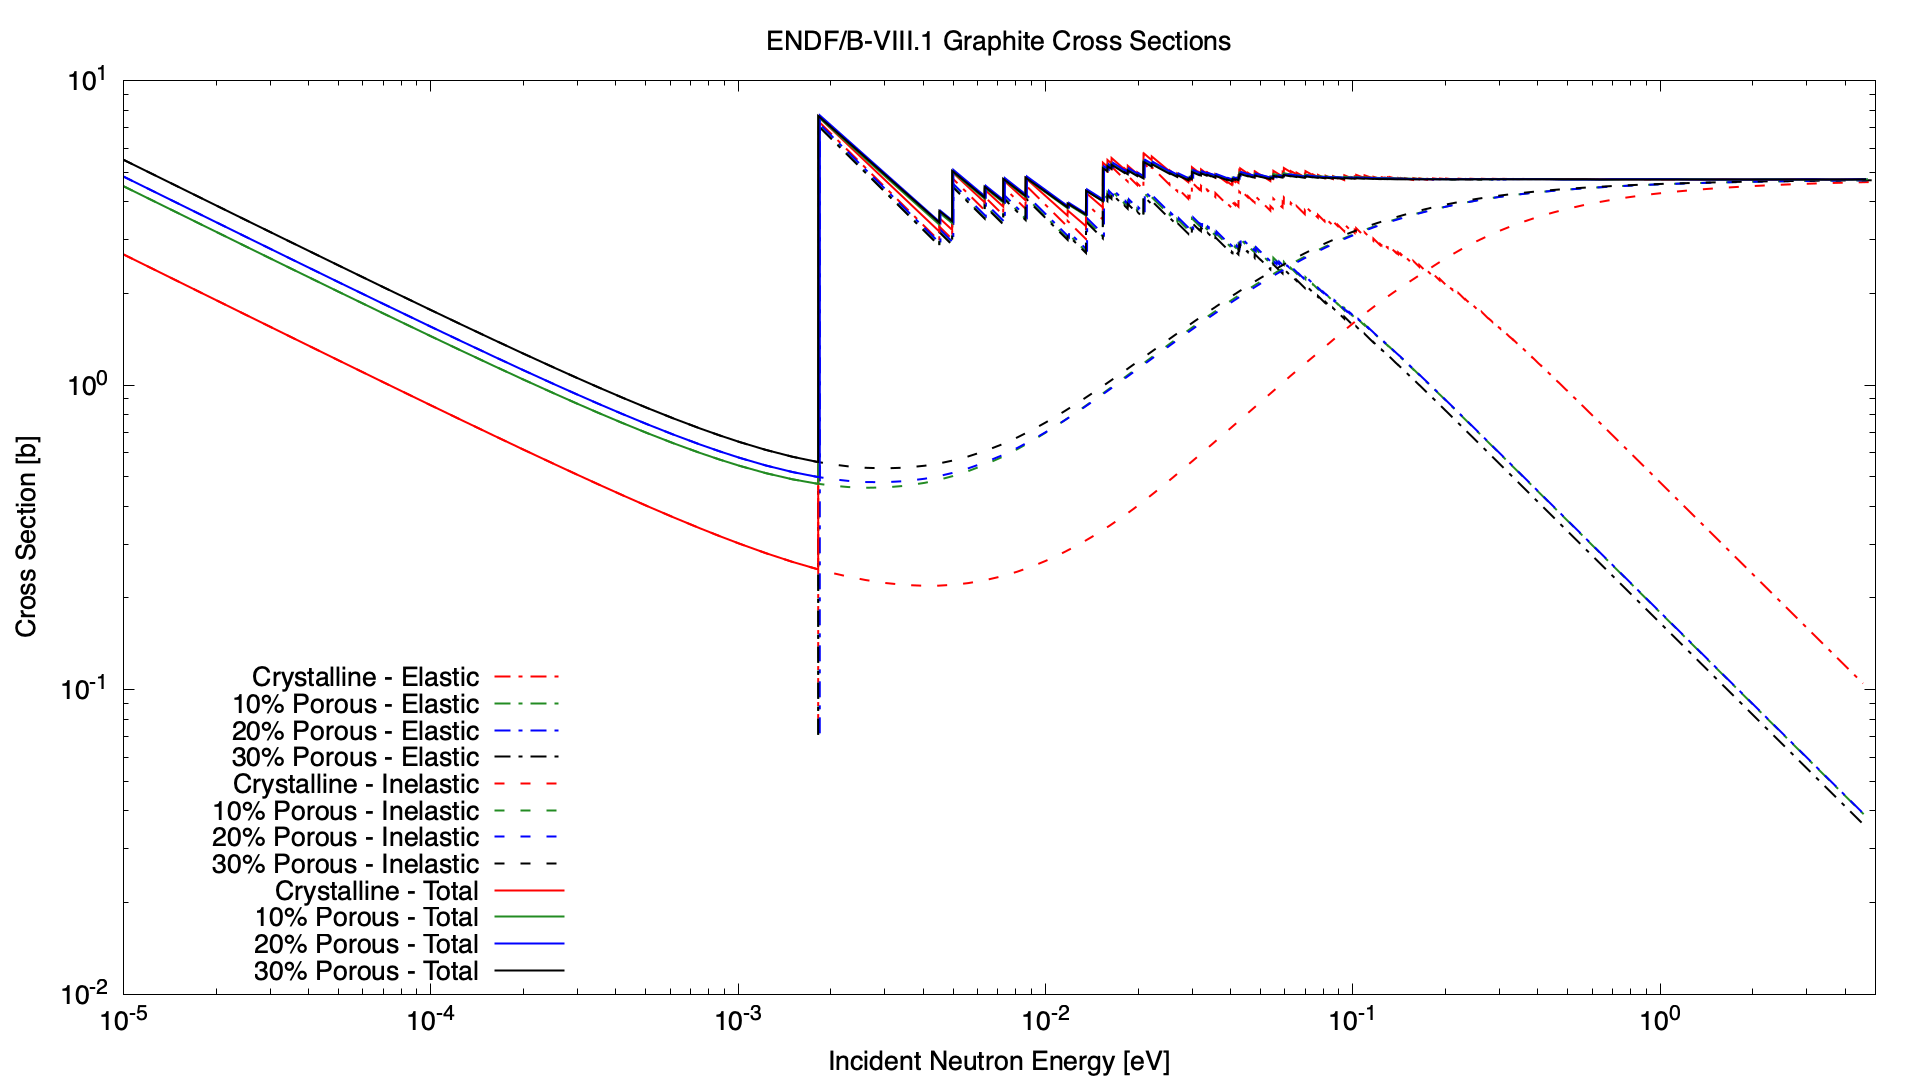 ENDF/B-VIII.1 Graphite Cross Sections
10^1
10^0
10^-1
10^-2
Cross Section [b]
Crystalline - Elastic
10% Porous - Elastic
20% Porous - Elastic
30% Porous - Elastic
Crystalline - Inelastic
10% Porous - Inelastic
20% Porous - Inelastic
30% Porous - Inelastic
Crystalline - Total
10% Porous - Total
20% Porous - Total
30% Porous - Total
10^-5 10^-4 10^-3 10^-2 10^-1 10^0
Incident Neutron Energy [eV]